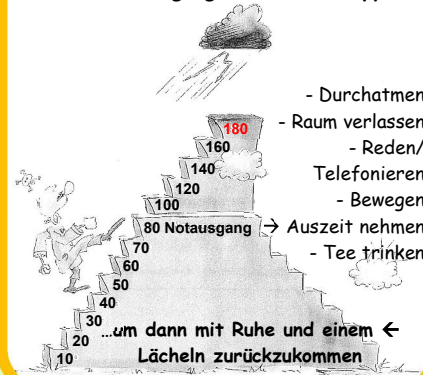 180
- Durchatmen
160
- Raum verlassen
140
- Reden/
Telefonieren
120
- Bewegen
100
80 Notausgang → Auszeit nehmen
70
- Tee trinken
60
50
40
30
...um dann mit Ruhe und einem ←
20
Lächeln zurückzukommen
10